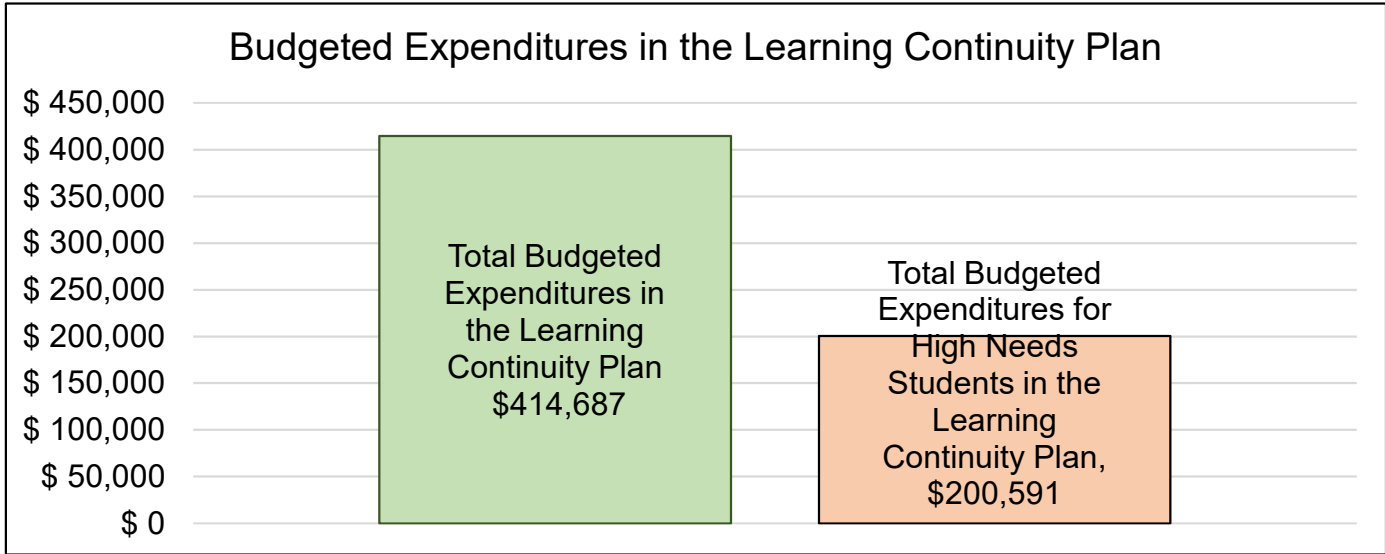 Budgeted Expenditures in the Learning Continuity Plan
$ 450,000
$ 400,000
$ 350,000
$ 300,000
$ 250,000
$ 200,000
$ 150,000
$ 100,000
$ 50,000
$ 0
Total Budgeted
Expenditures in
the Learning
Continuity Plan
$414,687
Total Budgeted
Expenditures for
High Needs
Students in the
Learning
Continuity Plan,
$200,591